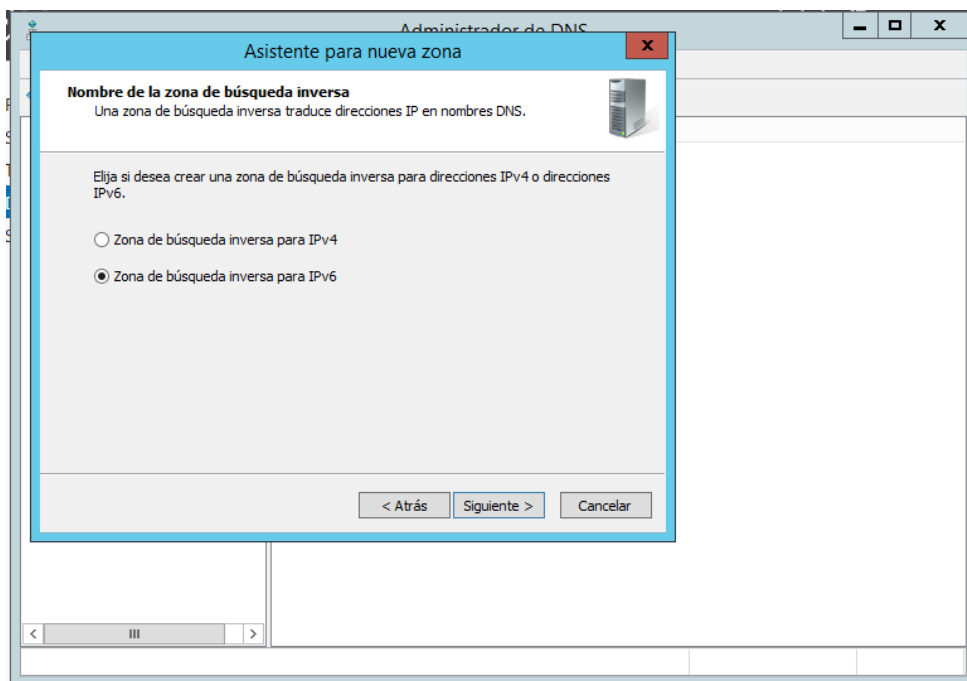 Administrador de DNS
Asistente para nueva zona
Nombre de la zona de búsqueda inversa
Una zona de búsqueda inversa traduce direcciones IP en nombres DNS.
Elija si desea crear una zona de búsqueda inversa para direcciones IPv4 o direcciones
IPv6.
Zona de búsqueda inversa para IPv4
Zona de búsqueda inversa para IPv6
< Atrás Siguiente > Cancelar